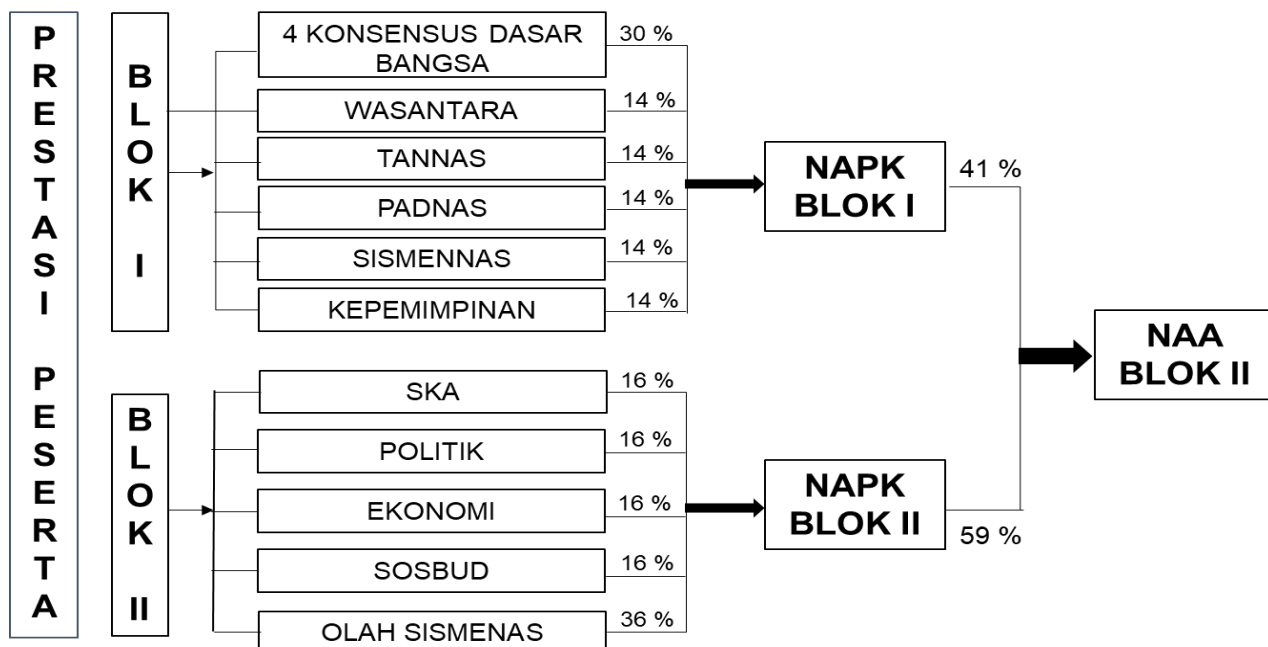 PRESTASI PESERTA
BLOK I
4 KONSENSUS DASAR
BANGSA
30 %
WASANTARA
14 %
TANNAS
14 %
PADNAS
14 %
SISMENNAS
14 %
KEPEMIMPINAN
14 %
NAPK
BLOK I
41 %
BLOK II
SKA
16 %
POLITIK
16 %
EKONOMI
16 %
SOSBUD
16 %
OLAH SISMENAS
36 %
NAPK
BLOK II
59 %
NAA
BLOK II